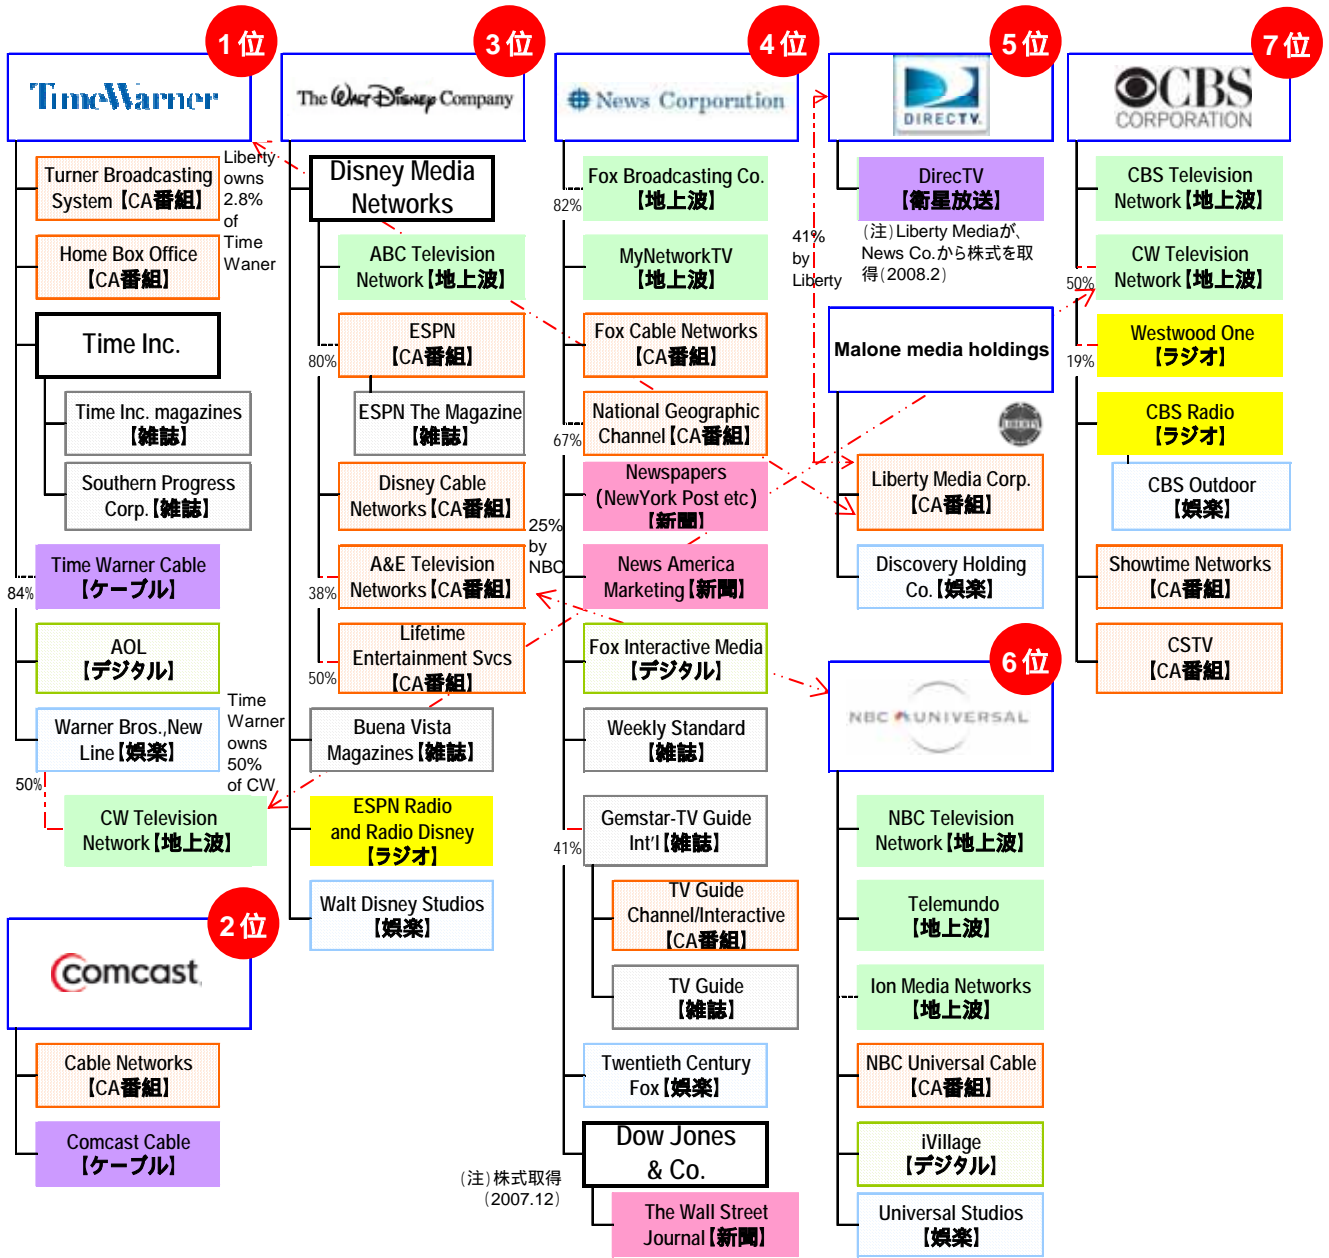 1位
TimeWarner
Turner Broadcasting
System【CA番組】
Liberty
owns
2.8%
of
Time
Waner
Home Box Office
【CA番組】
Time Inc.
Time Inc. magazines
【雑誌】
Southern Progress
Corp.【雑誌】
84%
Time Warner Cable
【ケーブル】
AOL
【デジタル】
Warner Bros.,New
Line【娯楽】
Time
Warner
owns
50%
of CW
50%
CW Television
Network【地上波】
2位
comcast
Cable Networks
【CA番組】
Comcast Cable
【ケーブル】
3位
The Walt Disney Company
Disney Media
Networks
ABC Television
Network【地上波】
80%
ESPN
【CA番組】
ESPN The Magazine
【雑誌】
Disney Cable
Networks【CA番組】
25%
by
NBC
38%
A&E Television
Networks【CA番組】
50%
Lifetime
Entertainment Svcs
【CA番組】
Buena Vista
Magazines【雑誌】
ESPN Radio
and Radio Disney
【ラジオ】
Walt Disney Studios
【娯楽】
4位
News Corporation
82%
Fox Broadcasting Co.
【地上波】
MyNetworkTV
【地上波】
Fox Cable Networks
【CA番組】
67%
National Geographic
Channel【CA番組】
Newspapers
(NewYork Post etc)
【新聞】
News America
Marketing【新聞】
Fox Interactive Media
【デジタル】
Weekly Standard
【雑誌】
41%
Gemstar-TV Guide
Int'l【雑誌】
TV Guide
Channel/Interactive
【CA番組】
TV Guide
【雑誌】
Twentieth Century
Fox【娯楽】
Dow Jones
& Co.
(注)株式取得
(2007.12)
The Wall Street
Journal【新聞】
5位
DIRECTV.
DirecTV
【衛星放送】
(注)Liberty Mediaが、
News Co.から株式を取
得(2008.2)
41%
by
Liberty
Malone media holdings
LIBERTY
Liberty Media Corp.
【CA番組】
Discovery Holding
Co.【娯楽】
6位
NBC UNIVERSAL
NBC Television
Network【地上波】
Telemundo
【地上波】
Ion Media Networks
【地上波】
NBC Universal Cable
【CA番組】
iVillage
【デジタル】
Universal Studios
【娯楽】
7位
CBS
CORPORATION
CBS Television
Network【地上波】
50%
CW Television
Network【地上波】
19%
Westwood One
【ラジオ】
CBS Radio
【ラジオ】
CBS Outdoor
【娯楽】
Showtime Networks
【CA番組】
CSTV
【CA番組】